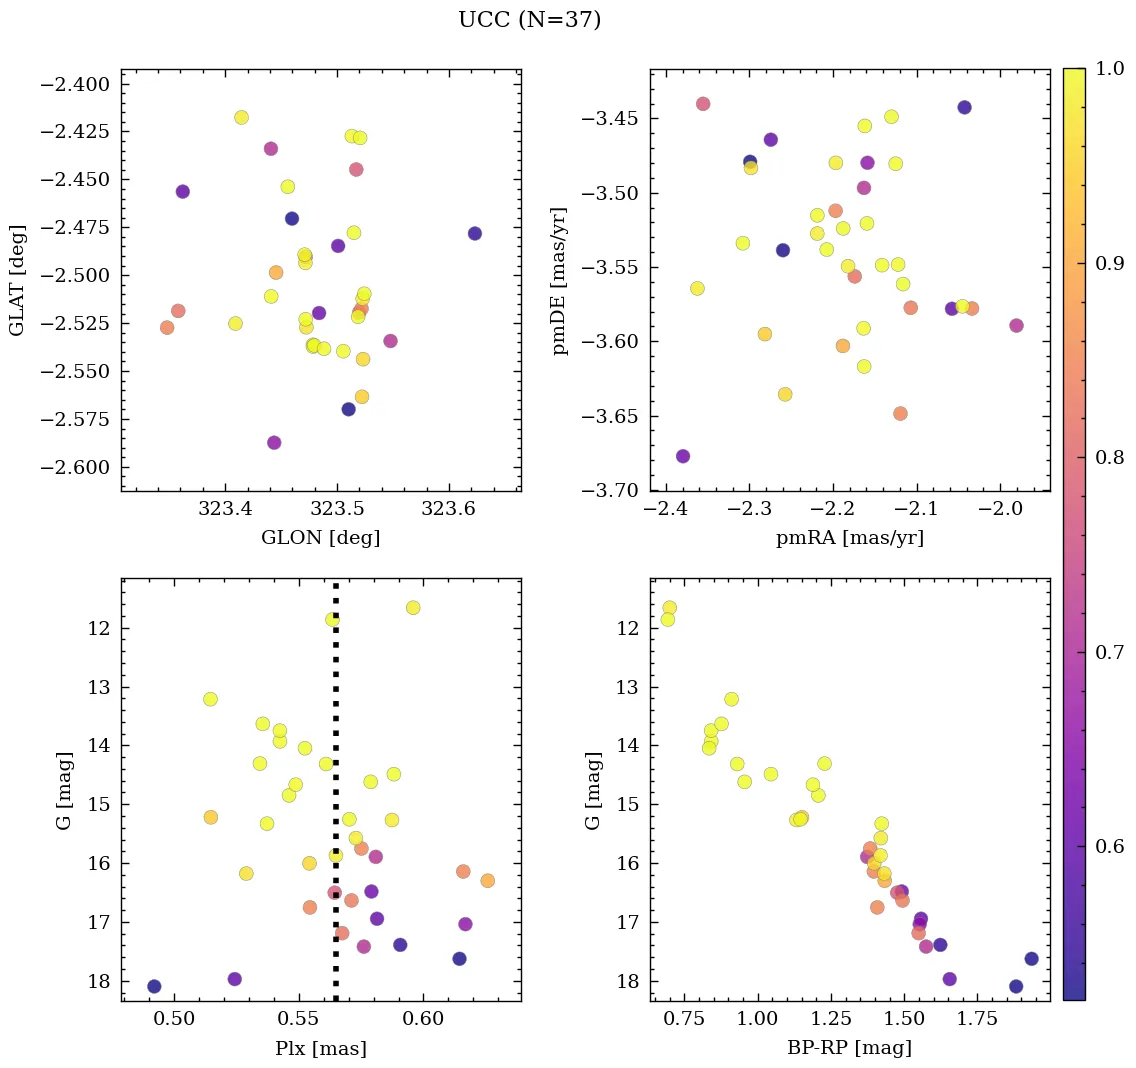 UCC (N=37)
−2.400
−2.425
−2.450
−2.475
−2.500
−2.525
−2.550
−2.575
−2.600
GLAT [deg]
323.4 323.5 323.6
GLON [deg]
−3.45
−3.50
−3.55
−3.60
−3.65
−3.70
pmDE [mas/yr]
−2.4 −2.3 −2.2 −2.1 −2.0
pmRA [mas/yr]
1.0
0.9
0.8
0.7
0.6
12
13
14
15
16
17
18
G [mag]
0.50 0.55 0.60
Plx [mas]
12
13
14
15
16
17
18
G [mag]
0.75 1.00 1.25 1.50 1.75
BP-RP [mag]